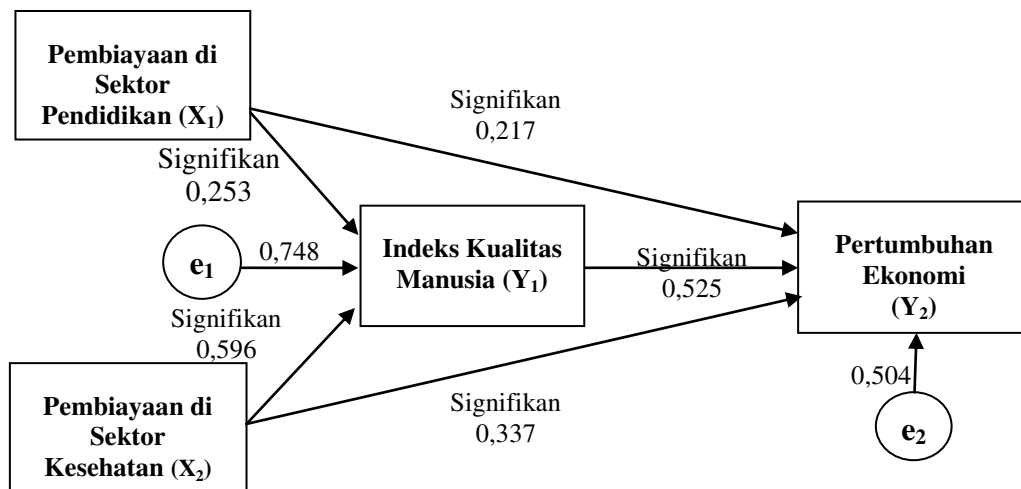 Pembiayaan di
Sektor
Pendidikan (X₁)
Signifikan
0,217
Signifikan
0,253
e₁
0,748
Indeks Kualitas
Manusia (Y₁)
Signifikan
0,525
Pertumbuhan
Ekonomi
(Y₂)
Signifikan
0,596
Pembiayaan di
Sektor
Kesehatan (X₂)
Signifikan
0,337
0,504
e₂